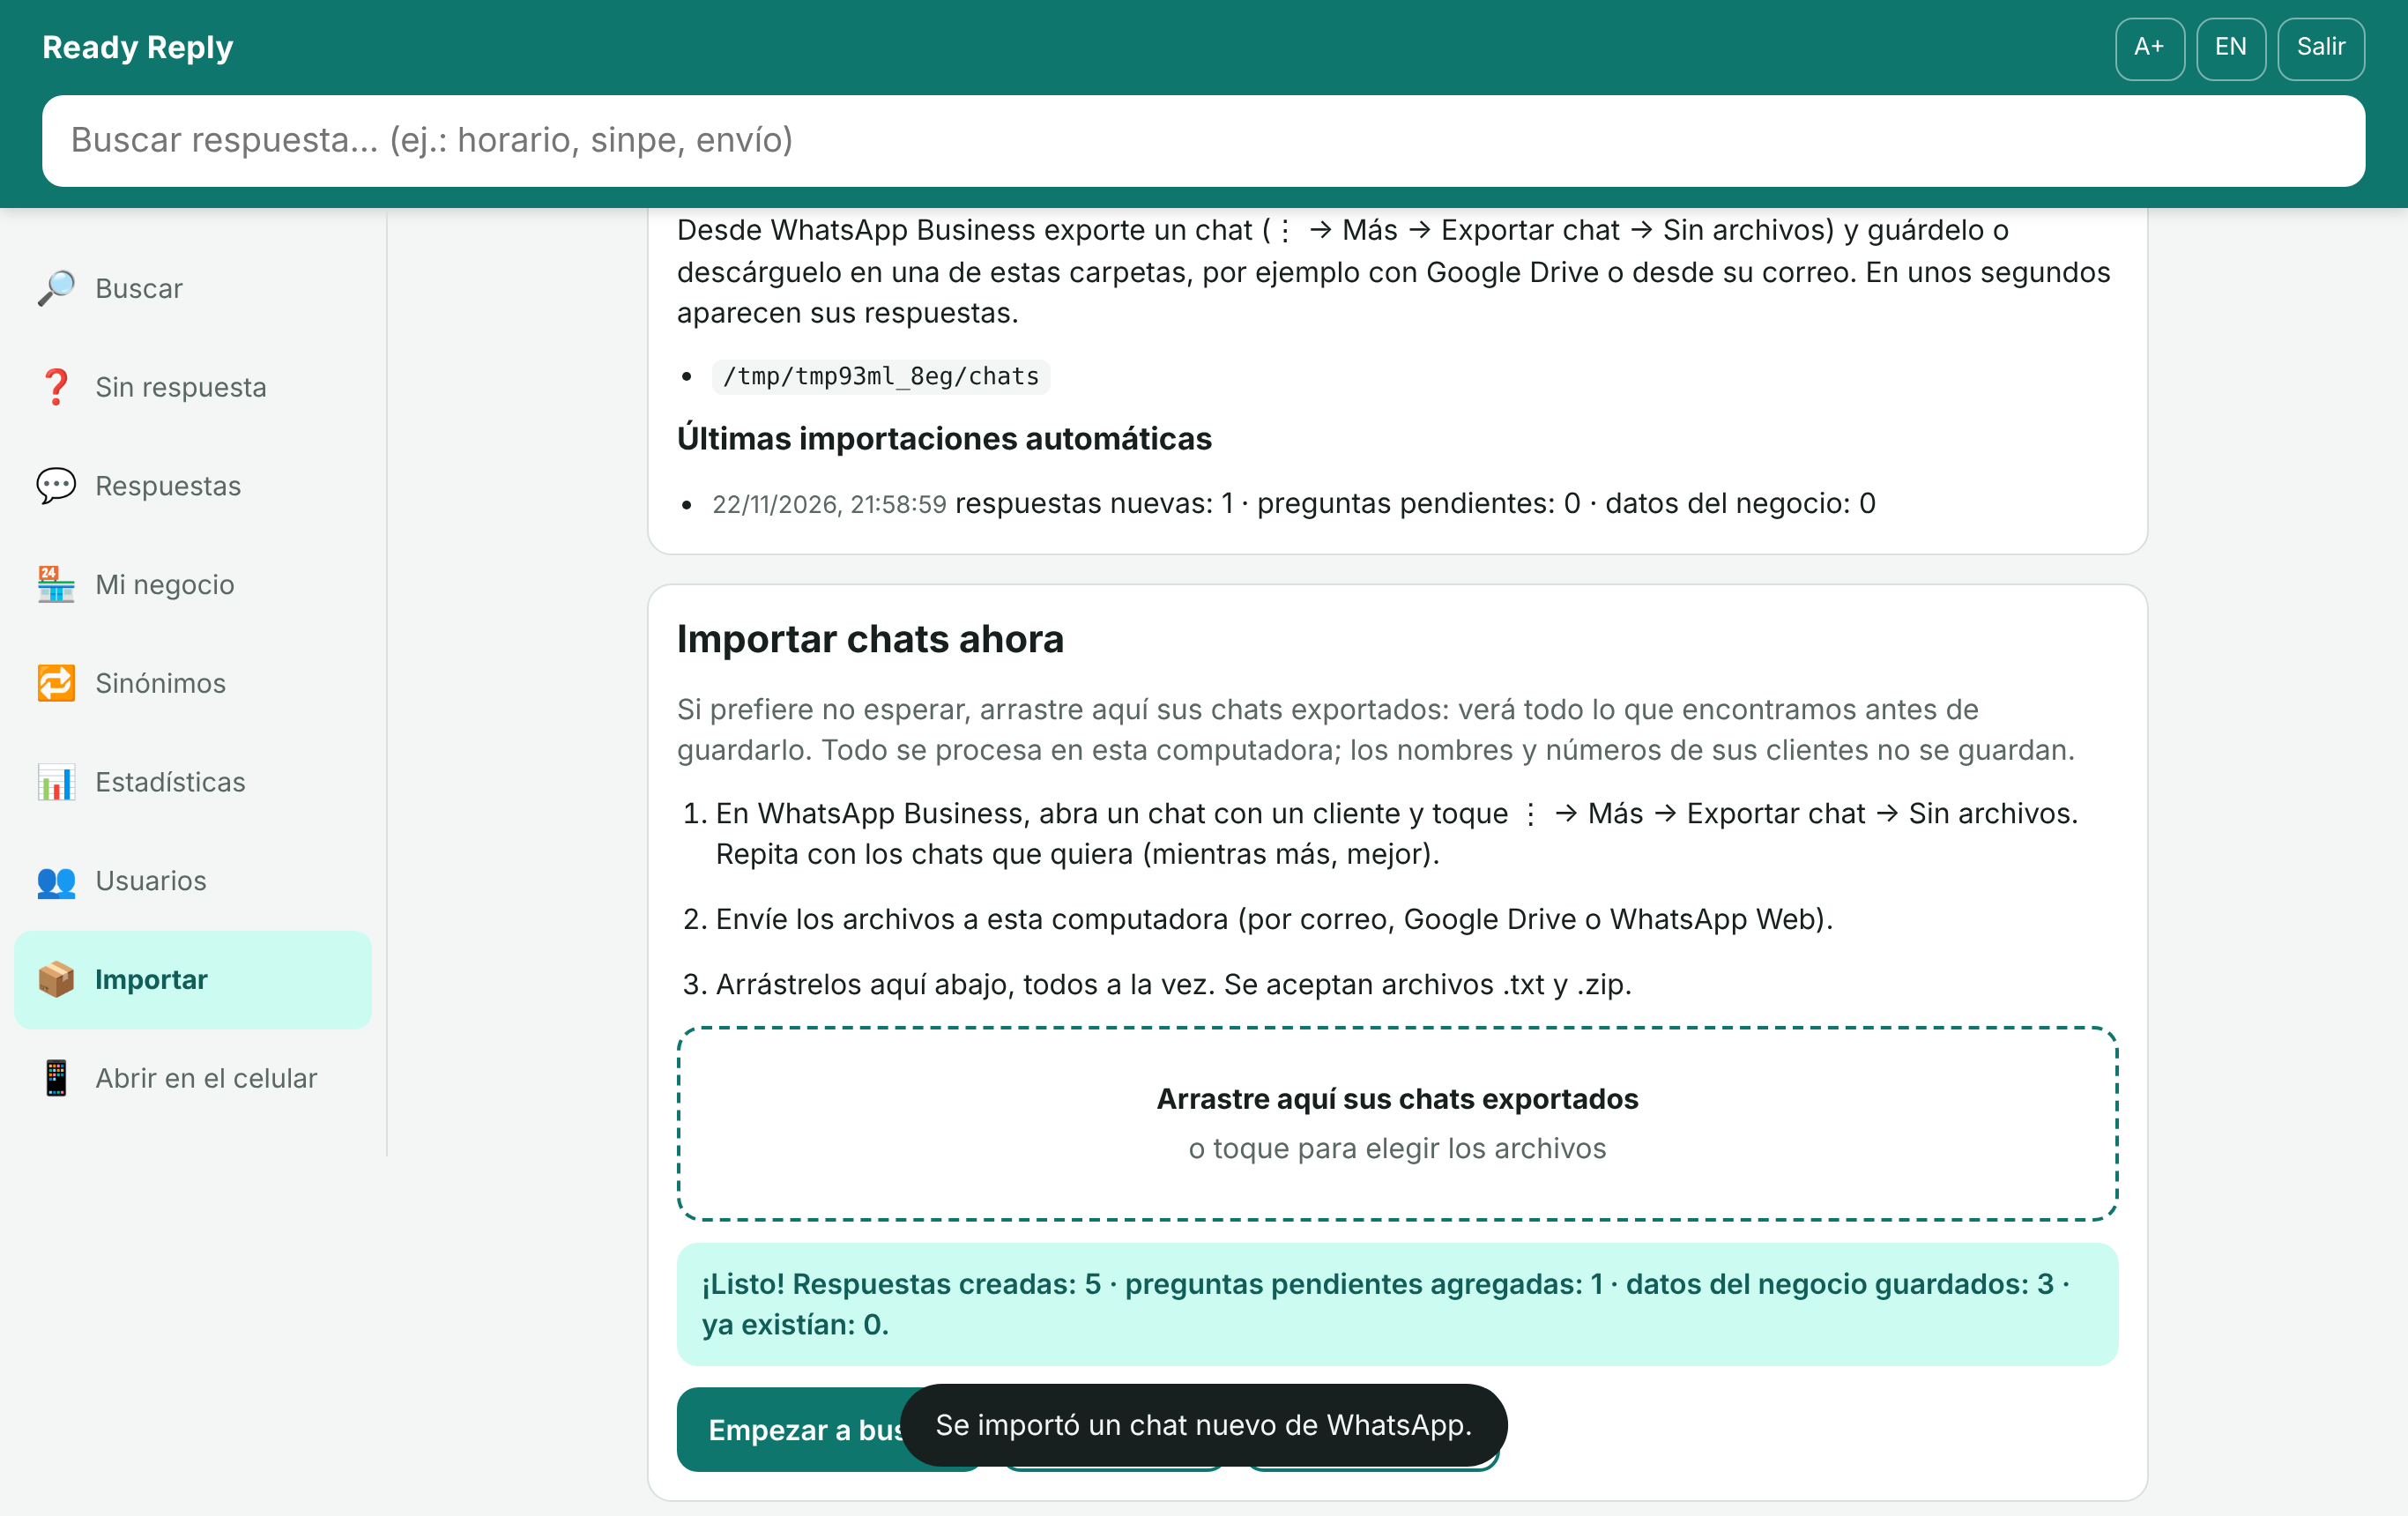 Ready Reply
A+
EN
Salir
Buscar respuesta... (ej.: horario, sinpe, envío)
Buscar
Sin respuesta
Respuestas
Mi negocio
Sinónimos
Estadísticas
Usuarios
Importar
Abrir en el celular
Desde WhatsApp Business exporte un chat (⋮ → Más → Exportar chat → Sin archivos) y guárdelo o
descárguelo en una de estas carpetas, por ejemplo con Google Drive o desde su correo. En unos segundos
aparecen sus respuestas.
• /tmp/tmp93ml_8eg/chats
Últimas importaciones automáticas
• 22/11/2026, 21:58:59 respuestas nuevas: 1 · preguntas pendientes: 0 · datos del negocio: 0
Importar chats ahora
Si prefiere no esperar, arrastre aquí sus chats exportados: verá todo lo que encontramos antes de
guardarlo. Todo se procesa en esta computadora; los nombres y números de sus clientes no se guardan.
1. En WhatsApp Business, abra un chat con un cliente y toque ⋮ → Más → Exportar chat → Sin archivos.
Repita con los chats que quiera (mientras más, mejor).
2. Envíe los archivos a esta computadora (por correo, Google Drive o WhatsApp Web).
3. Arrástrelos aquí abajo, todos a la vez. Se aceptan archivos .txt y .zip.
Arrastre aquí sus chats exportados
o toque para elegir los archivos
¡Listo! Respuestas creadas: 5 · preguntas pendientes agregadas: 1 · datos del negocio guardados: 3 ·
ya existían: 0.
Empezar a
Se importó un chat nuevo de WhatsApp.